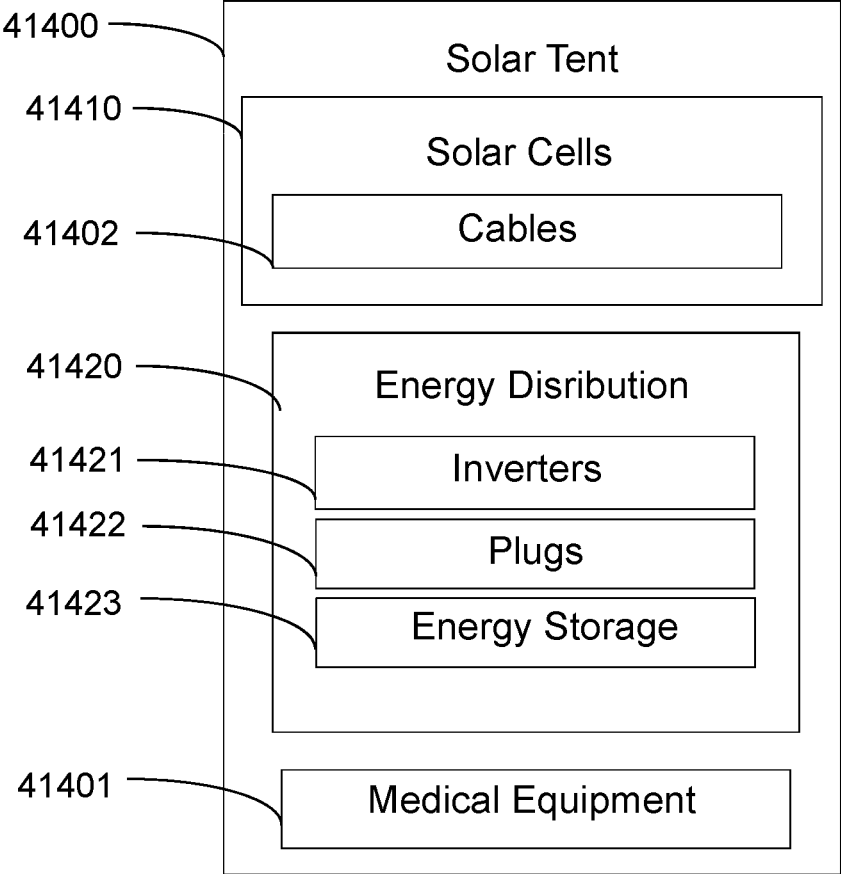 41400
Solar Tent
41410
Solar Cells
41402
Cables
41420
Energy Disribution
41421
Inverters
41422
Plugs
41423
Energy Storage
41401
Medical Equipment